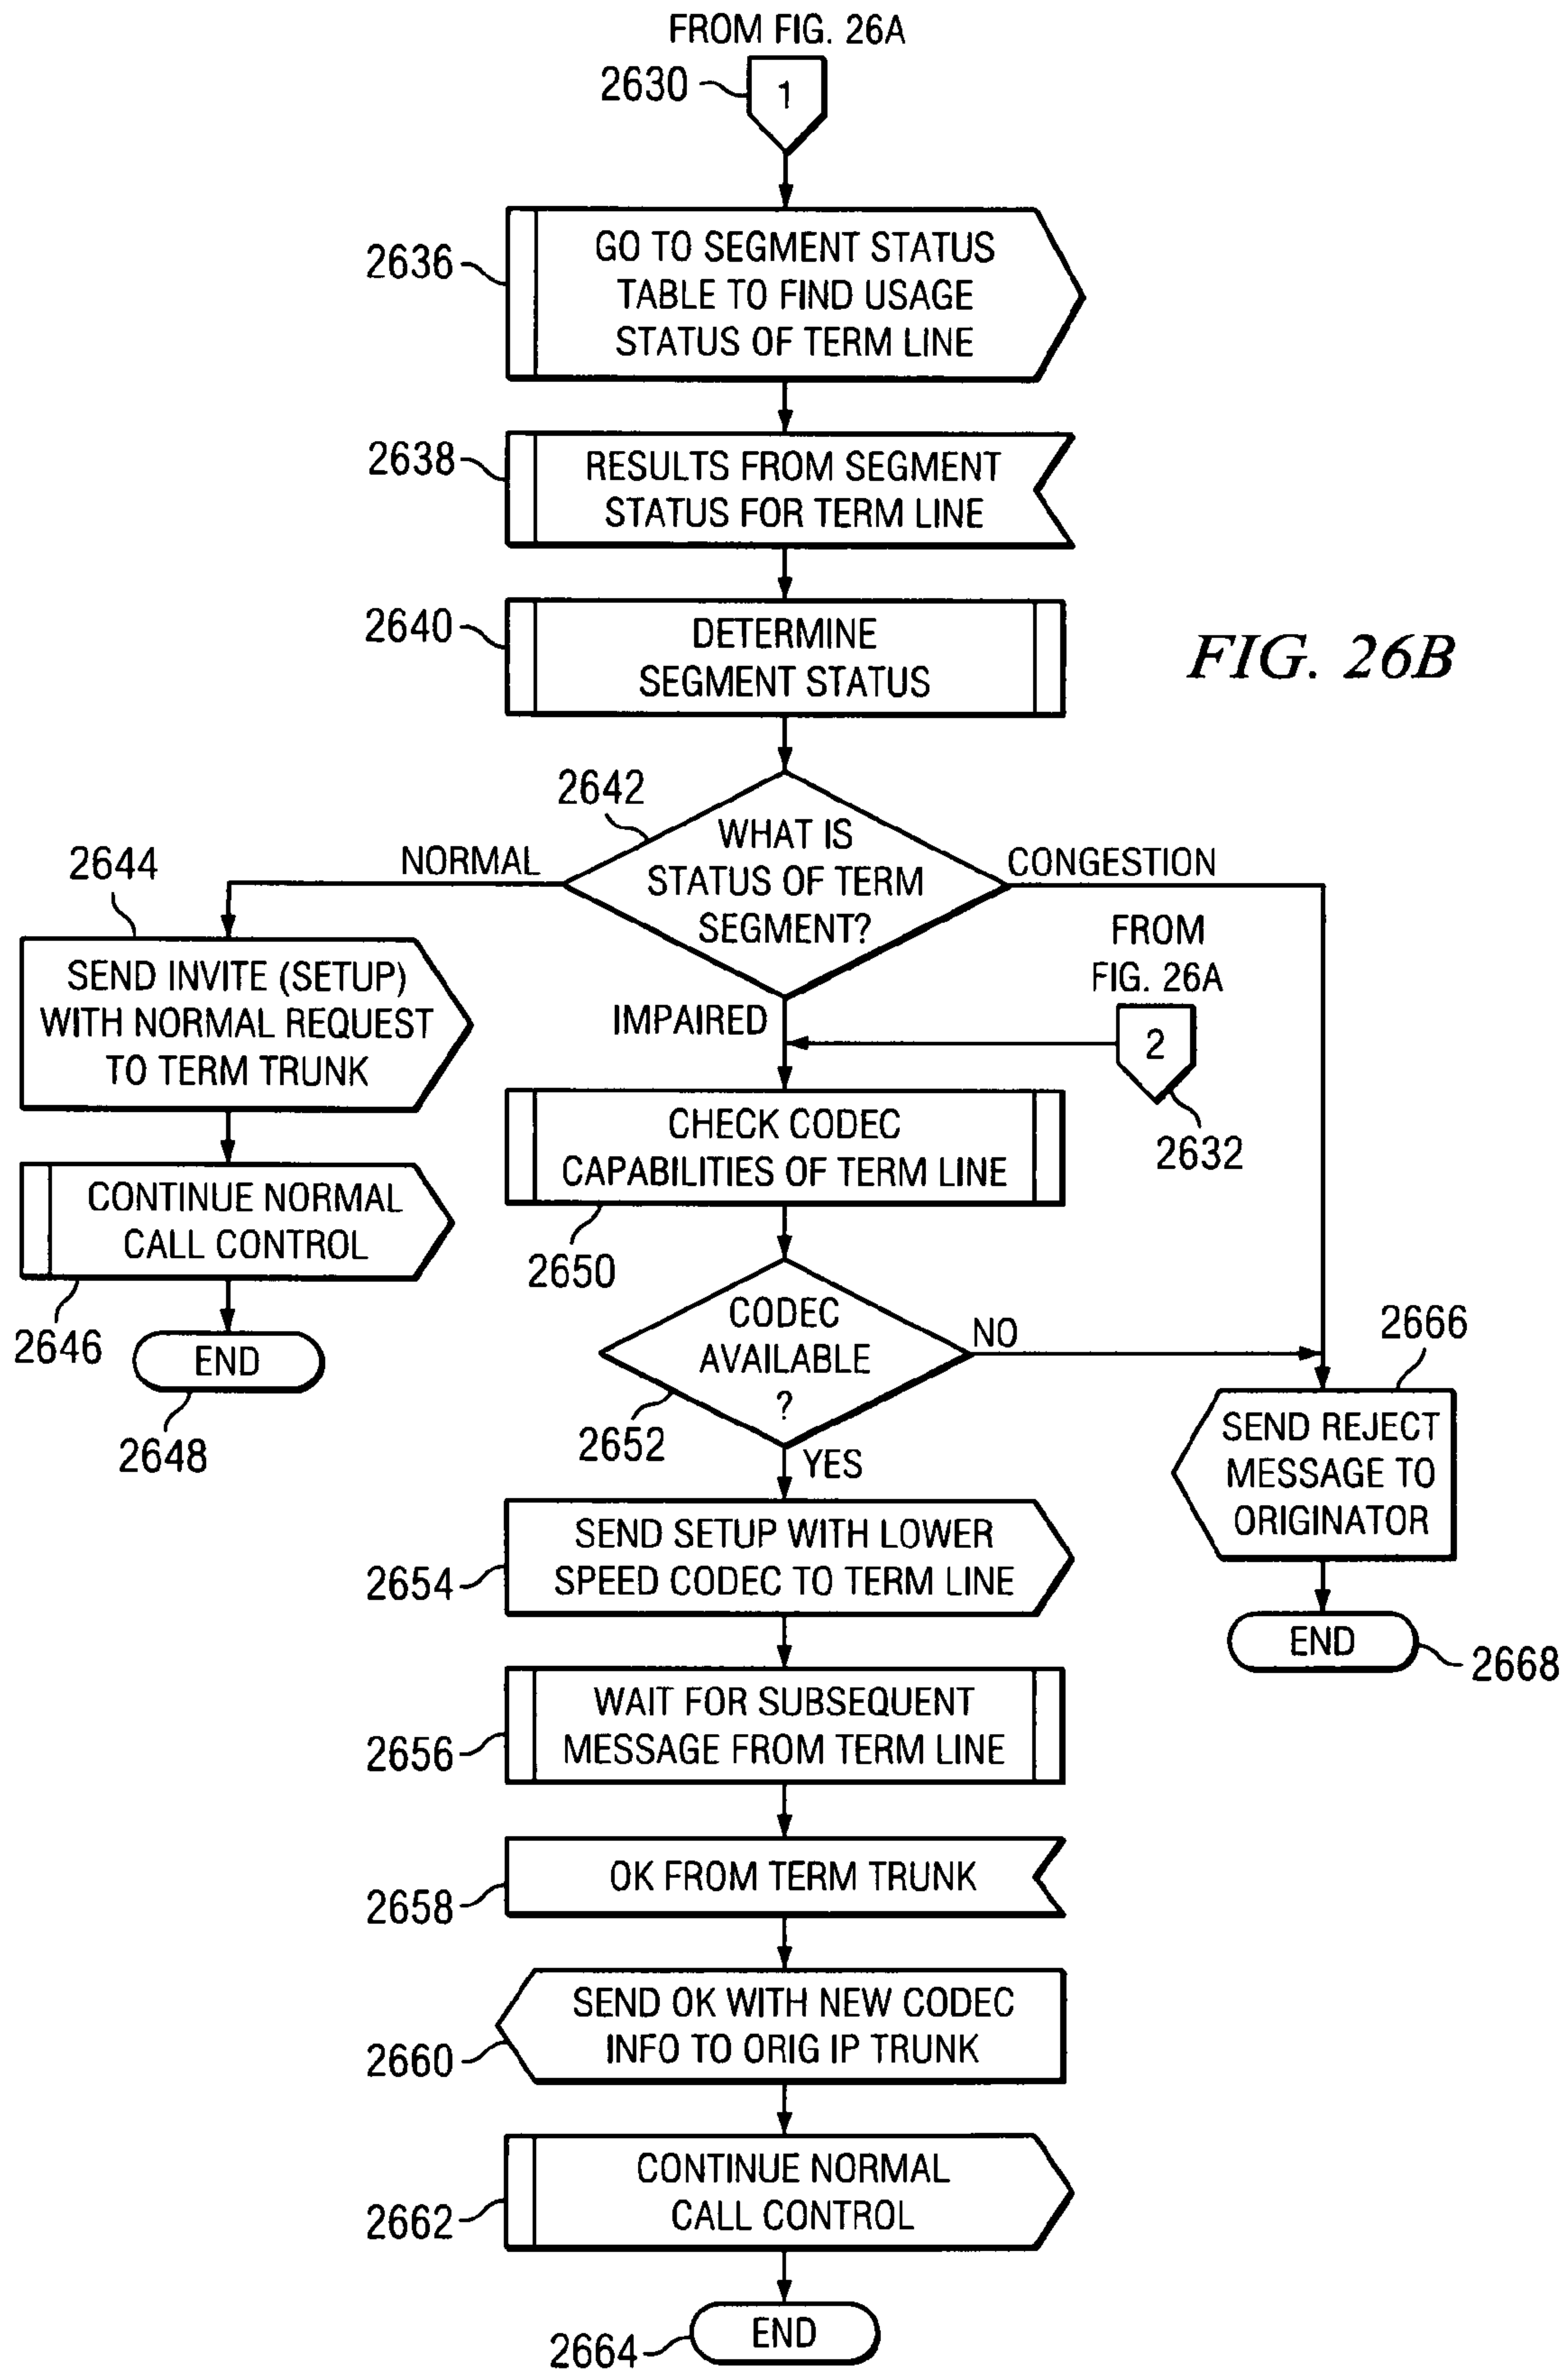 FROM FIG. 26A
2630
1
2636
GO TO SEGMENT STATUS
TABLE TO FIND USAGE
STATUS OF TERM LINE
2638
RESULTS FROM SEGMENT
STATUS FOR TERM LINE
2640
DETERMINE
SEGMENT STATUS
FIG. 26B
2642
WHAT IS
STATUS OF TERM
SEGMENT?
NORMAL
CONGESTION
IMPAIRED
2644
SEND INVITE (SETUP)
WITH NORMAL REQUEST
TO TERM TRUNK
CONTINUE NORMAL
CALL CONTROL
2646
END
2648
FROM
FIG. 26A
2
2632
CHECK CODEC
CAPABILITIES OF TERM LINE
2650
CODEC
AVAILABLE
?
2652
NO
YES
2666
SEND REJECT
MESSAGE TO
ORIGINATOR
END
2668
SEND SETUP WITH LOWER
SPEED CODEC TO TERM LINE
2654
WAIT FOR SUBSEQUENT
MESSAGE FROM TERM LINE
2656
OK FROM TERM TRUNK
2658
SEND OK WITH NEW CODEC
INFO TO ORIG IP TRUNK
2660
CONTINUE NORMAL
CALL CONTROL
2662
END
2664